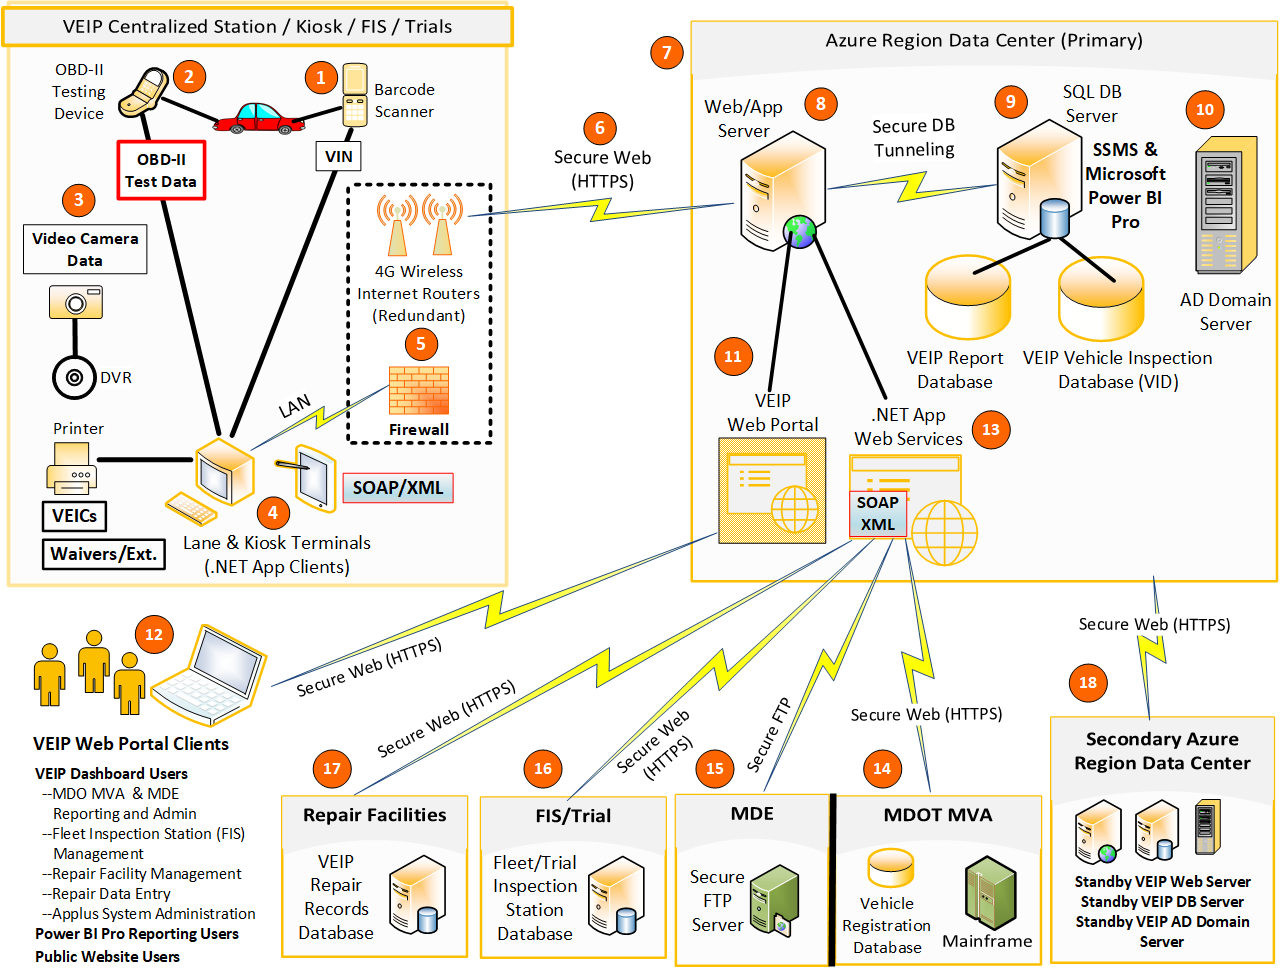 VEIP Centralized Station / Kiosk / FIS / Trials
OBD-II
Testing
Device
2
1
Barcode
Scanner
OBD-II
Test Data
VIN
3
Video Camera
Data
DVR
4G Wireless
Internet Routers
(Redundant)
5
Firewall
LAN
Printer
VEICs
Waivers/Ext.
SOAP/XML
4
Lane & Kiosk Terminals
(.NET App Clients)
6
Secure Web
(HTTPS)
7
Azure Region Data Center (Primary)
Web/App
Server
8
Secure DB
Tunneling
9
SQL DB
Server
SSMS &
Microsoft
Power BI
Pro
10
AD Domain
Server
VEIP Report
Database
VEIP Vehicle Inspection
Database (VID)
11
VEIP
Web Portal
.NET App
Web Services
13
SOAP
XML
12
Secure Web (HTTPS)
VEIP Web Portal Clients
VEIP Dashboard Users
--MDO MVA & MDE
Reporting and Admin
--Fleet Inspection Station (FIS)
Management
--Repair Facility Management
--Repair Data Entry
--Applus System Administration
Power BI Pro Reporting Users
Public Website Users
Secure Web (HTTPS)
17
Repair Facilities
VEIP
Repair
Records
Database
Secure Web
(HTTPS)
16
FIS/Trial
Fleet/Trial
Inspection
Station
Database
Secure FTP
15
MDE
Secure
FTP
Server
Secure Web (HTTPS)
14
MDOT MVA
Vehicle
Registration
Database
Mainframe
Secure Web (HTTPS)
18
Secondary Azure
Region Data Center
Standby VEIP Web Server
Standby VEIP DB Server
Standby VEIP AD Domain
Server